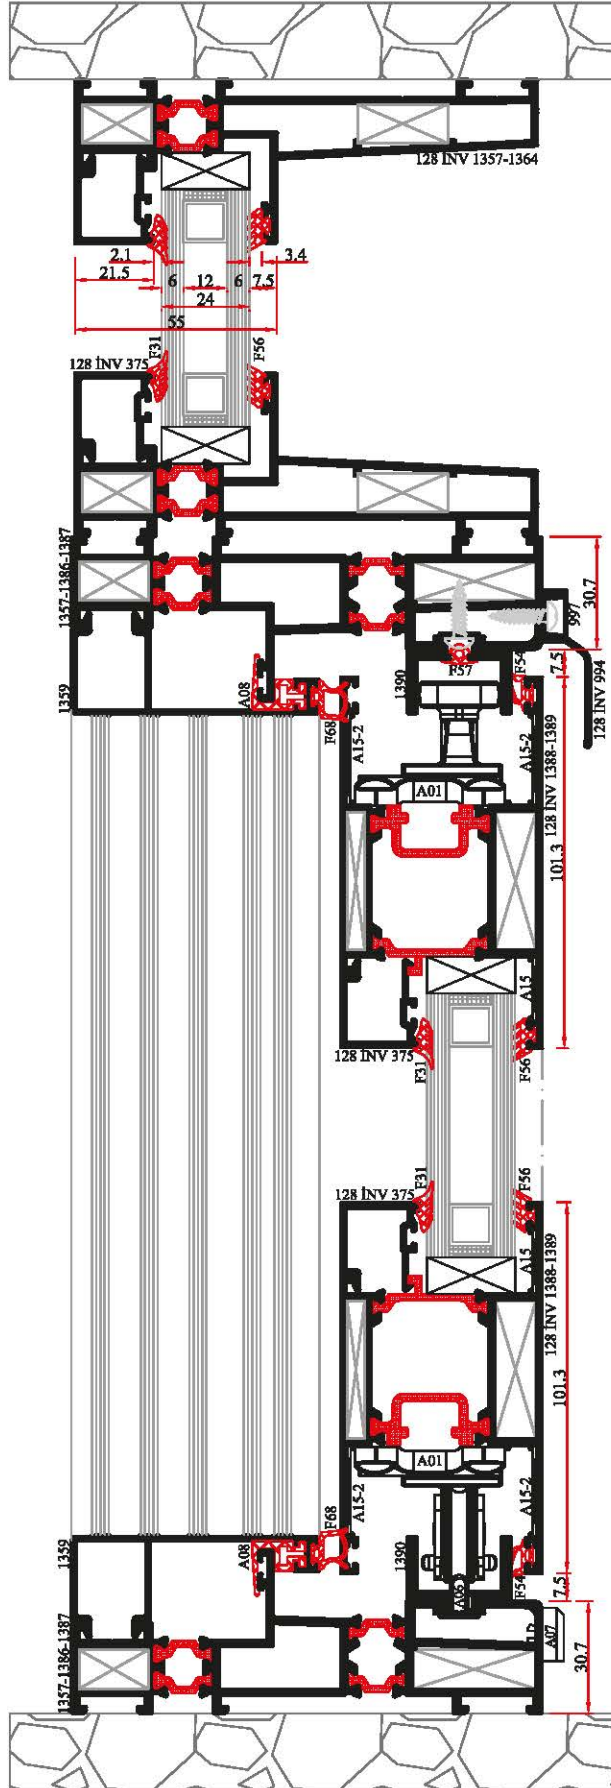 128 İNV 1357-1364
2.1
3.4
21.5
6
12
6
7.5
24
55
F31
F56
128 İNV 375
1357-1386-1387
30.7
997
F57
F54
7.5
128 İNV 994
1359
A08
F68
1390
A15-2
A15-2
128 İNV 1388-1389
A01
101.3
A15
128 İNV 375
F31
F56
F31
F56
128 İNV 375
A15
128 İNV 1388-1389
101.3
A01
A15-2
A15-2
F68
1359
A08
1390
A06
F54
7.5
1357-1386-1387
A07
30.7